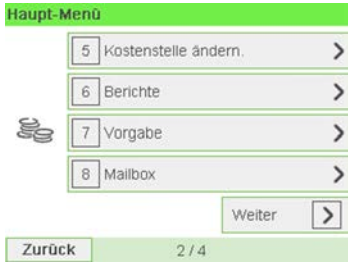 Haupt-Menü
5 Kostenstelle ändern.
6 Berichte
7 Vorgabe
8 Mailbox
Weiter
Zurück 2 / 4